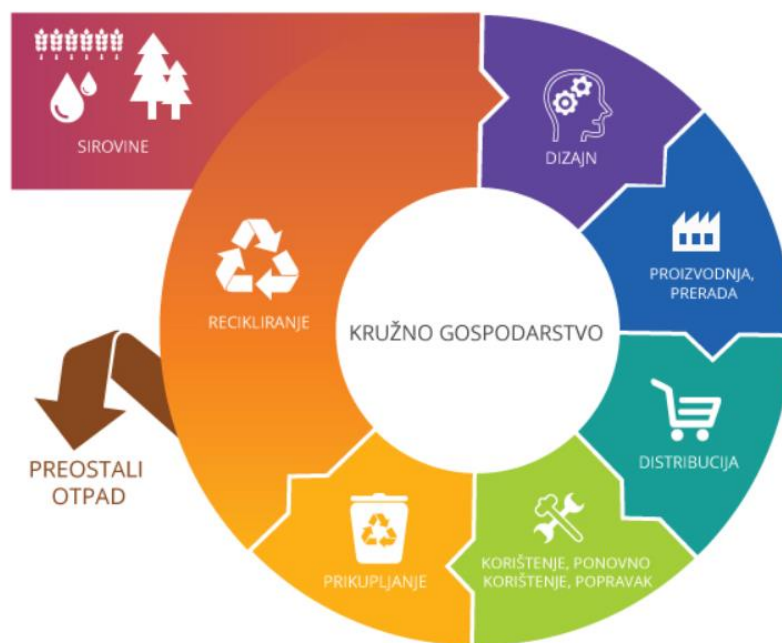 SIROVINE
DIZAJN
PROIZVODNJA,
PRERADA
DISTRIBUCIJA
KORIŠTENJE, PONOVNO
KORIŠTENJE, POPRAVAK
PRIKUPLJANJE
RECIKLIRANJE
PREOSTALI
OTPAD
KRUŽNO GOSPODARSTVO